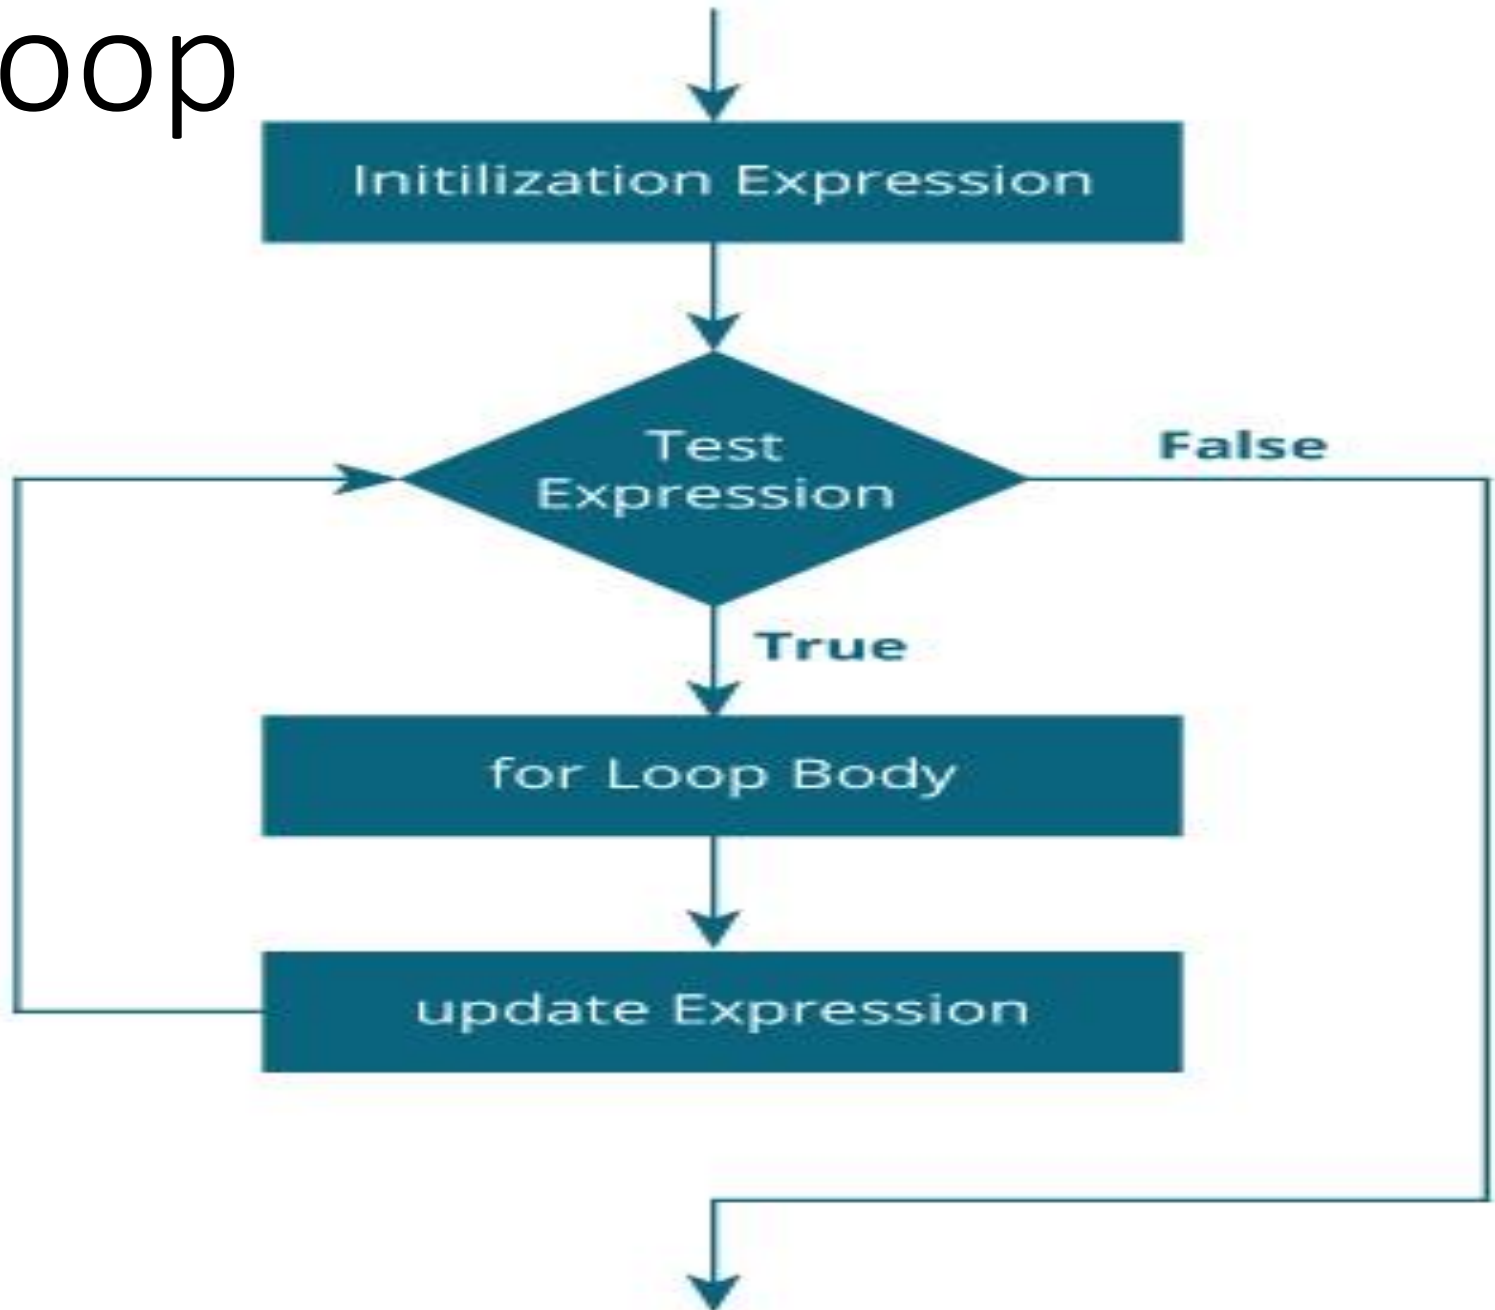 oop
Initilization Expression
Test
Expression
False
True
for Loop Body
update Expression